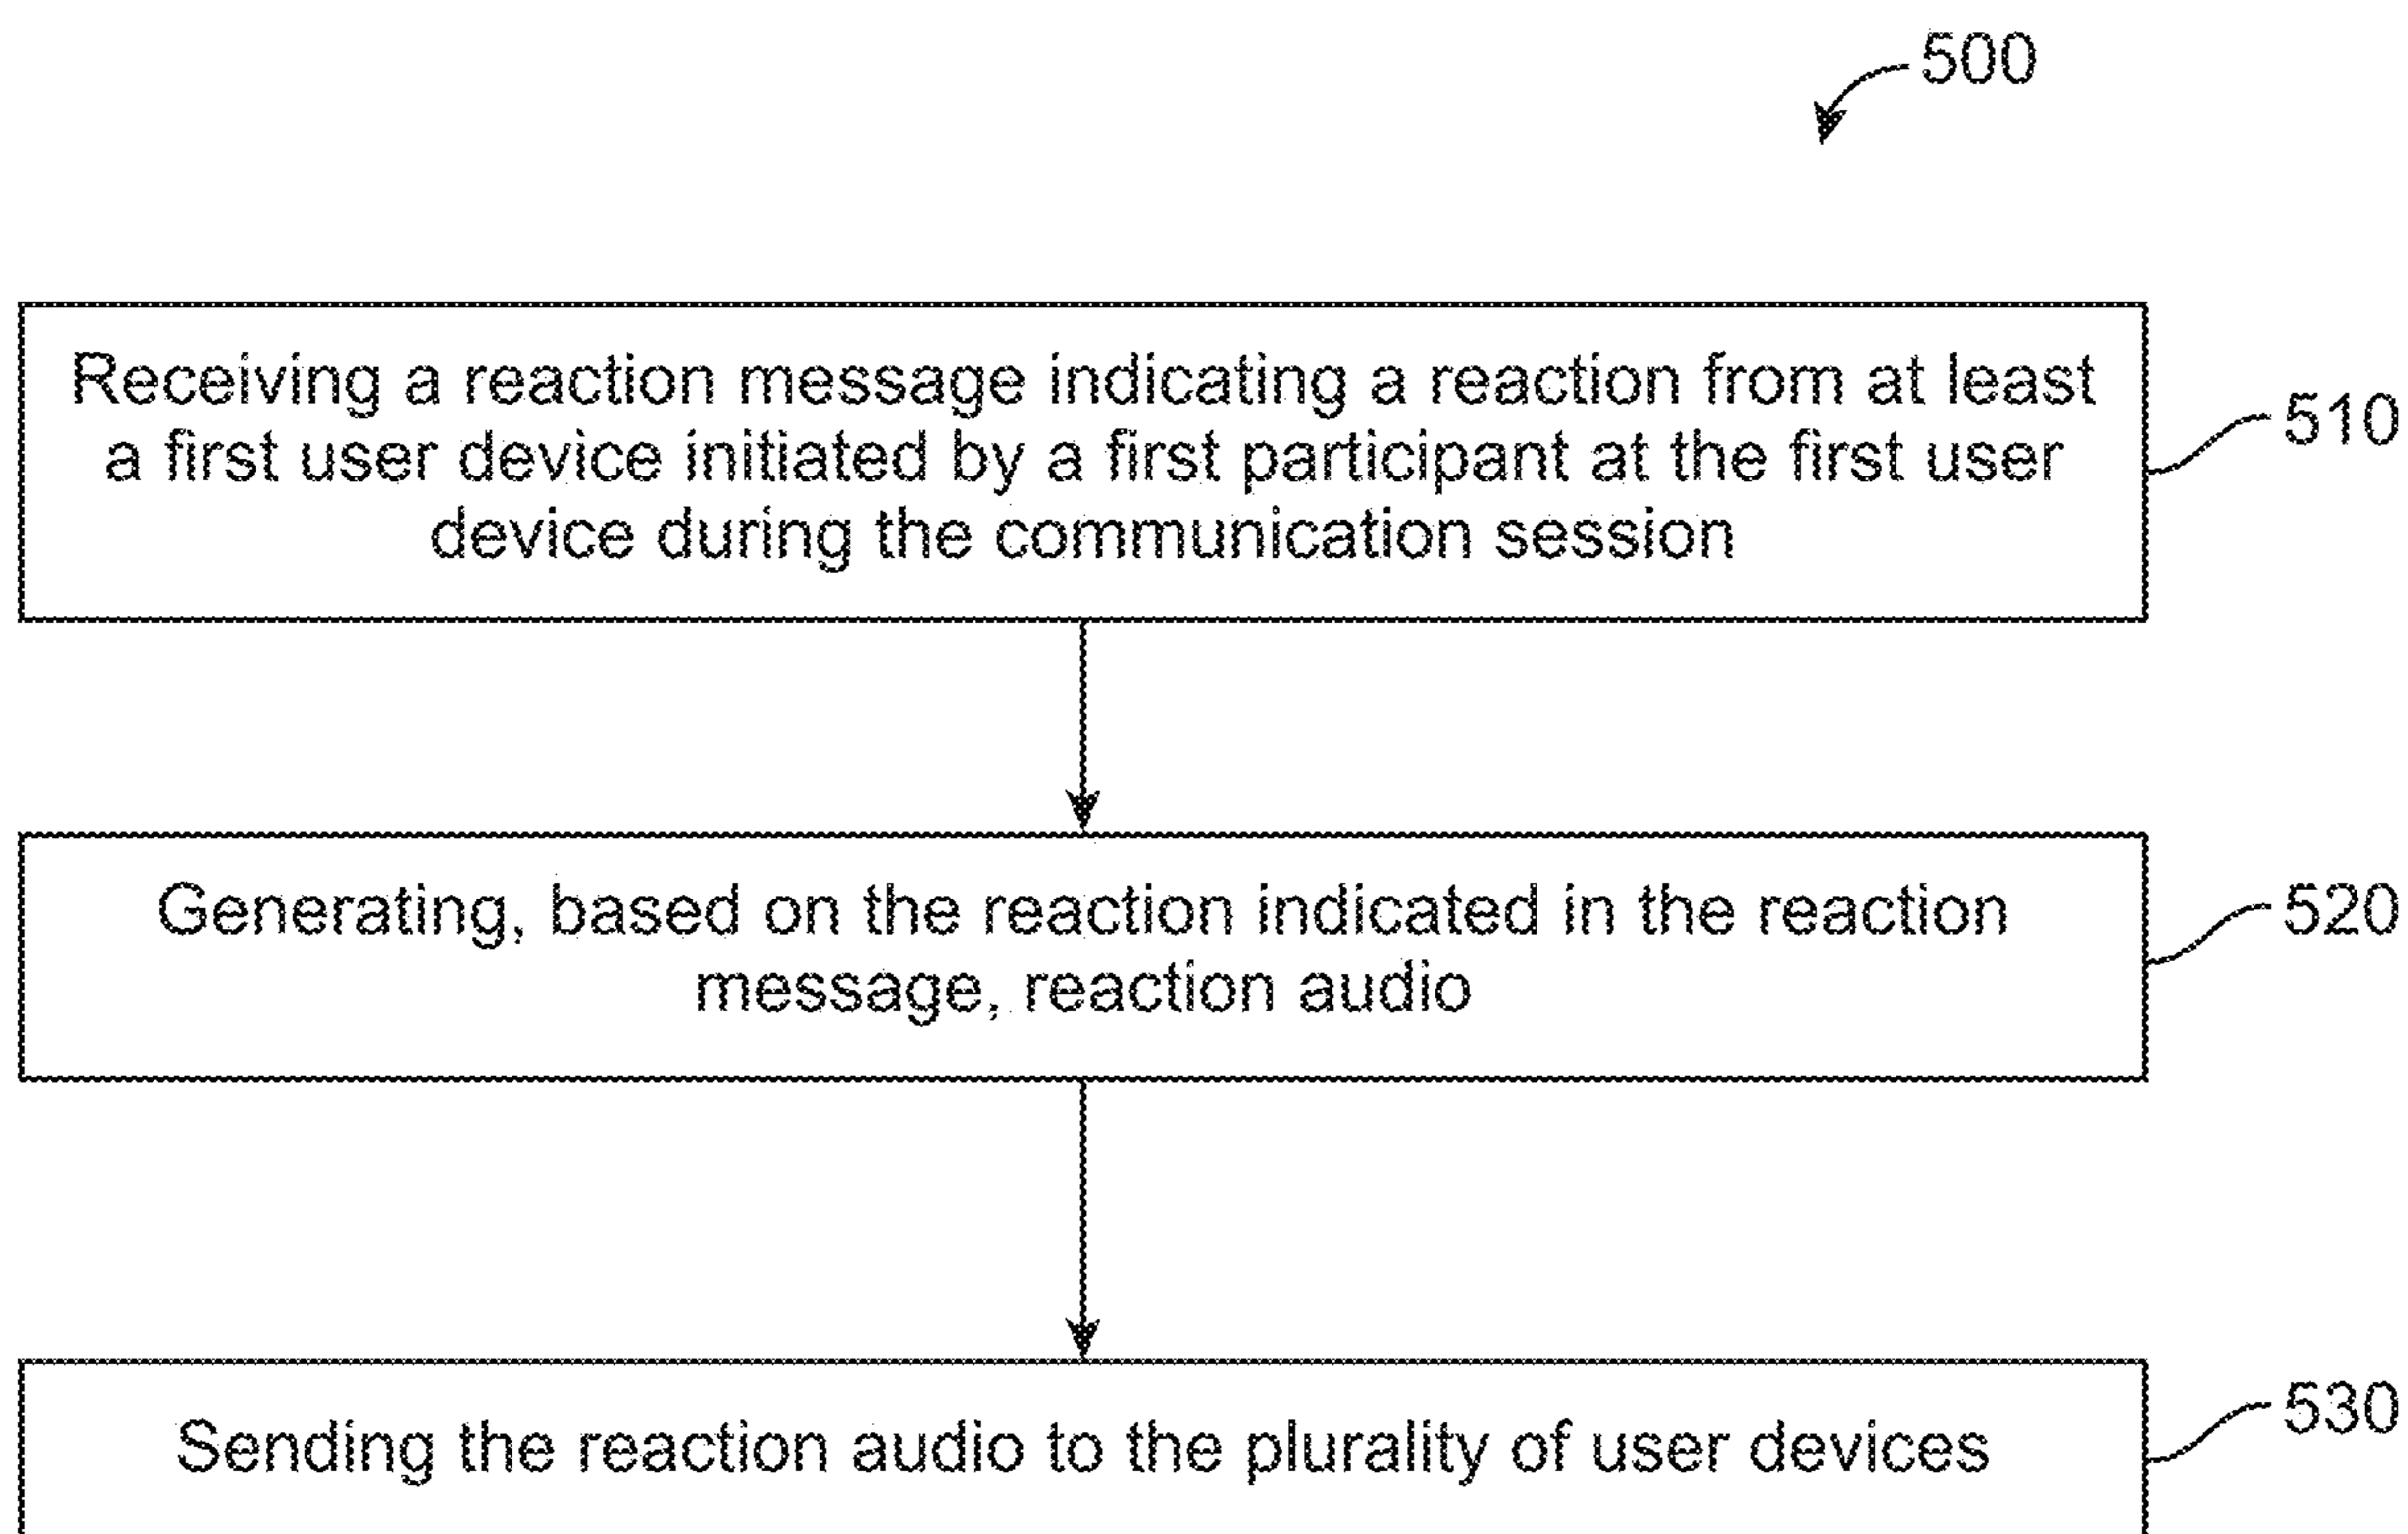 500
Receiving a reaction message indicating a reaction from at least
a first user device initiated by a first participant at the first user
device during the communication session
510
Generating, based on the reaction indicated in the reaction
message, reaction audio
520
Sending the reaction audio to the plurality of user devices
530